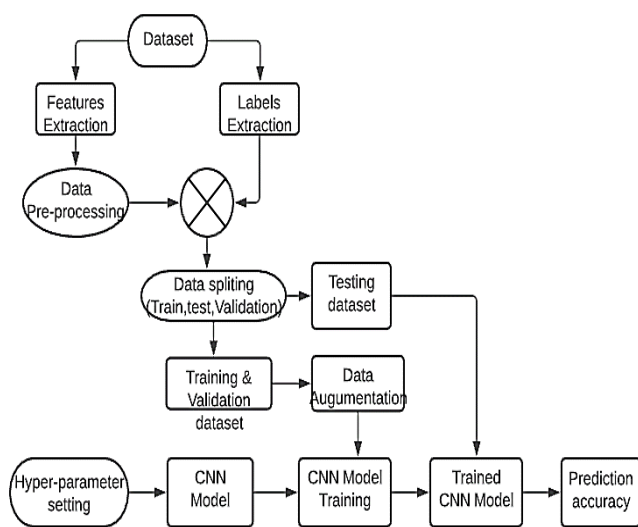 Dataset
Features
Extraction
Labels
Extraction
Data
Pre-processing
Data spliting
(Train,test,Validation)
Testing
dataset
Training &
Validation
dataset
Data
Augumentation
Hyper-parameter
setting
CNN
Model
CNN Model
Training
Trained
CNN Model
Prediction
accuracy